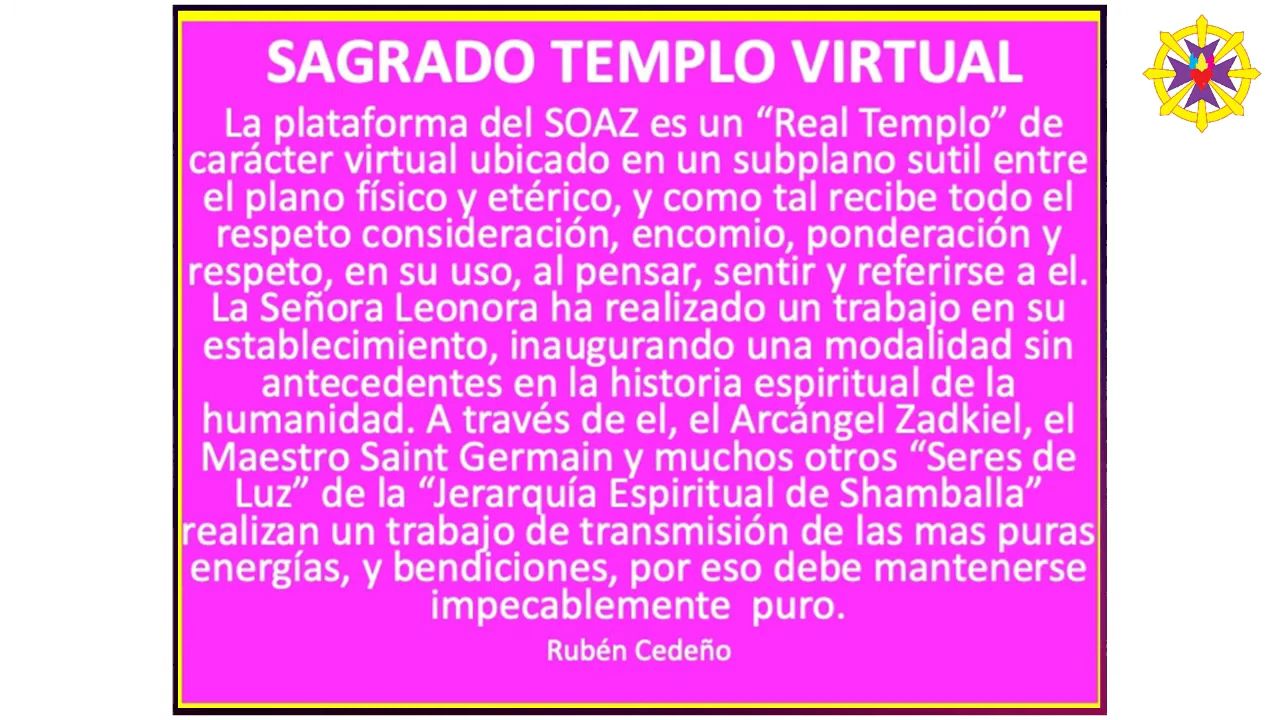 SAGRADO TEMPLO VIRTUAL
La plataforma del SOAZ es un “Real Templo” de
carácter virtual ubicado en un subplano sutil entre
el plano físico y etérico, y como tal recibe todo el
respeto consideración, encomio, ponderación y
respeto, en su uso, al pensar, sentir y referirse a el.
La Señora Leonora ha realizado un trabajo en su
establecimiento, inaugurando una modalidad sin
antecedentes en la historia espiritual de la
humanidad. A través de el, el Arcángel Zadkiel, el
Maestro Saint Germain y muchos otros “Seres de
Luz” de la “Jerarquía Espiritual de Shamballa”
realizan un trabajo de transmisión de las mas puras
energías, y bendiciones, por eso debe mantenerse
impecablemente  puro.
Rubén Cedeño